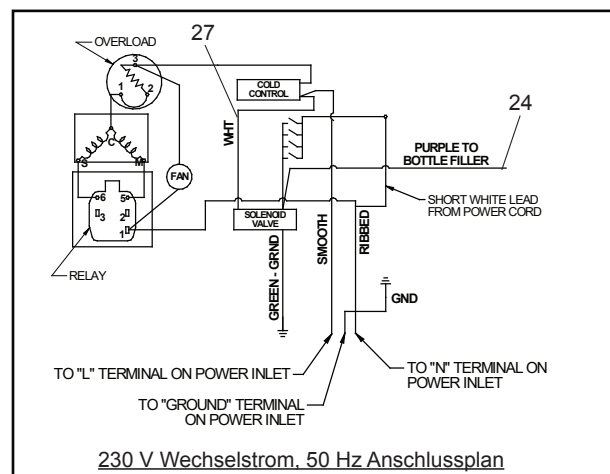 OVERLOAD
27
3
1
2
COLD
CONTROL
24
C
S
M
WHT
PURPLE TO
BOTTLE FILLER
FAN
6
5
3
2
1
SOLENOID
VALVE
SHORT WHITE LEAD
FROM POWER CORD
RELAY
GREEN - GRND
SMOOTH
RIBBED
GND
TO "L" TERMINAL ON POWER INLET
TO "N" TERMINAL ON
POWER INLET
TO "GROUND" TERMINAL
ON POWER INLET
230 V Wechselstrom, 50 Hz Anschlussplan